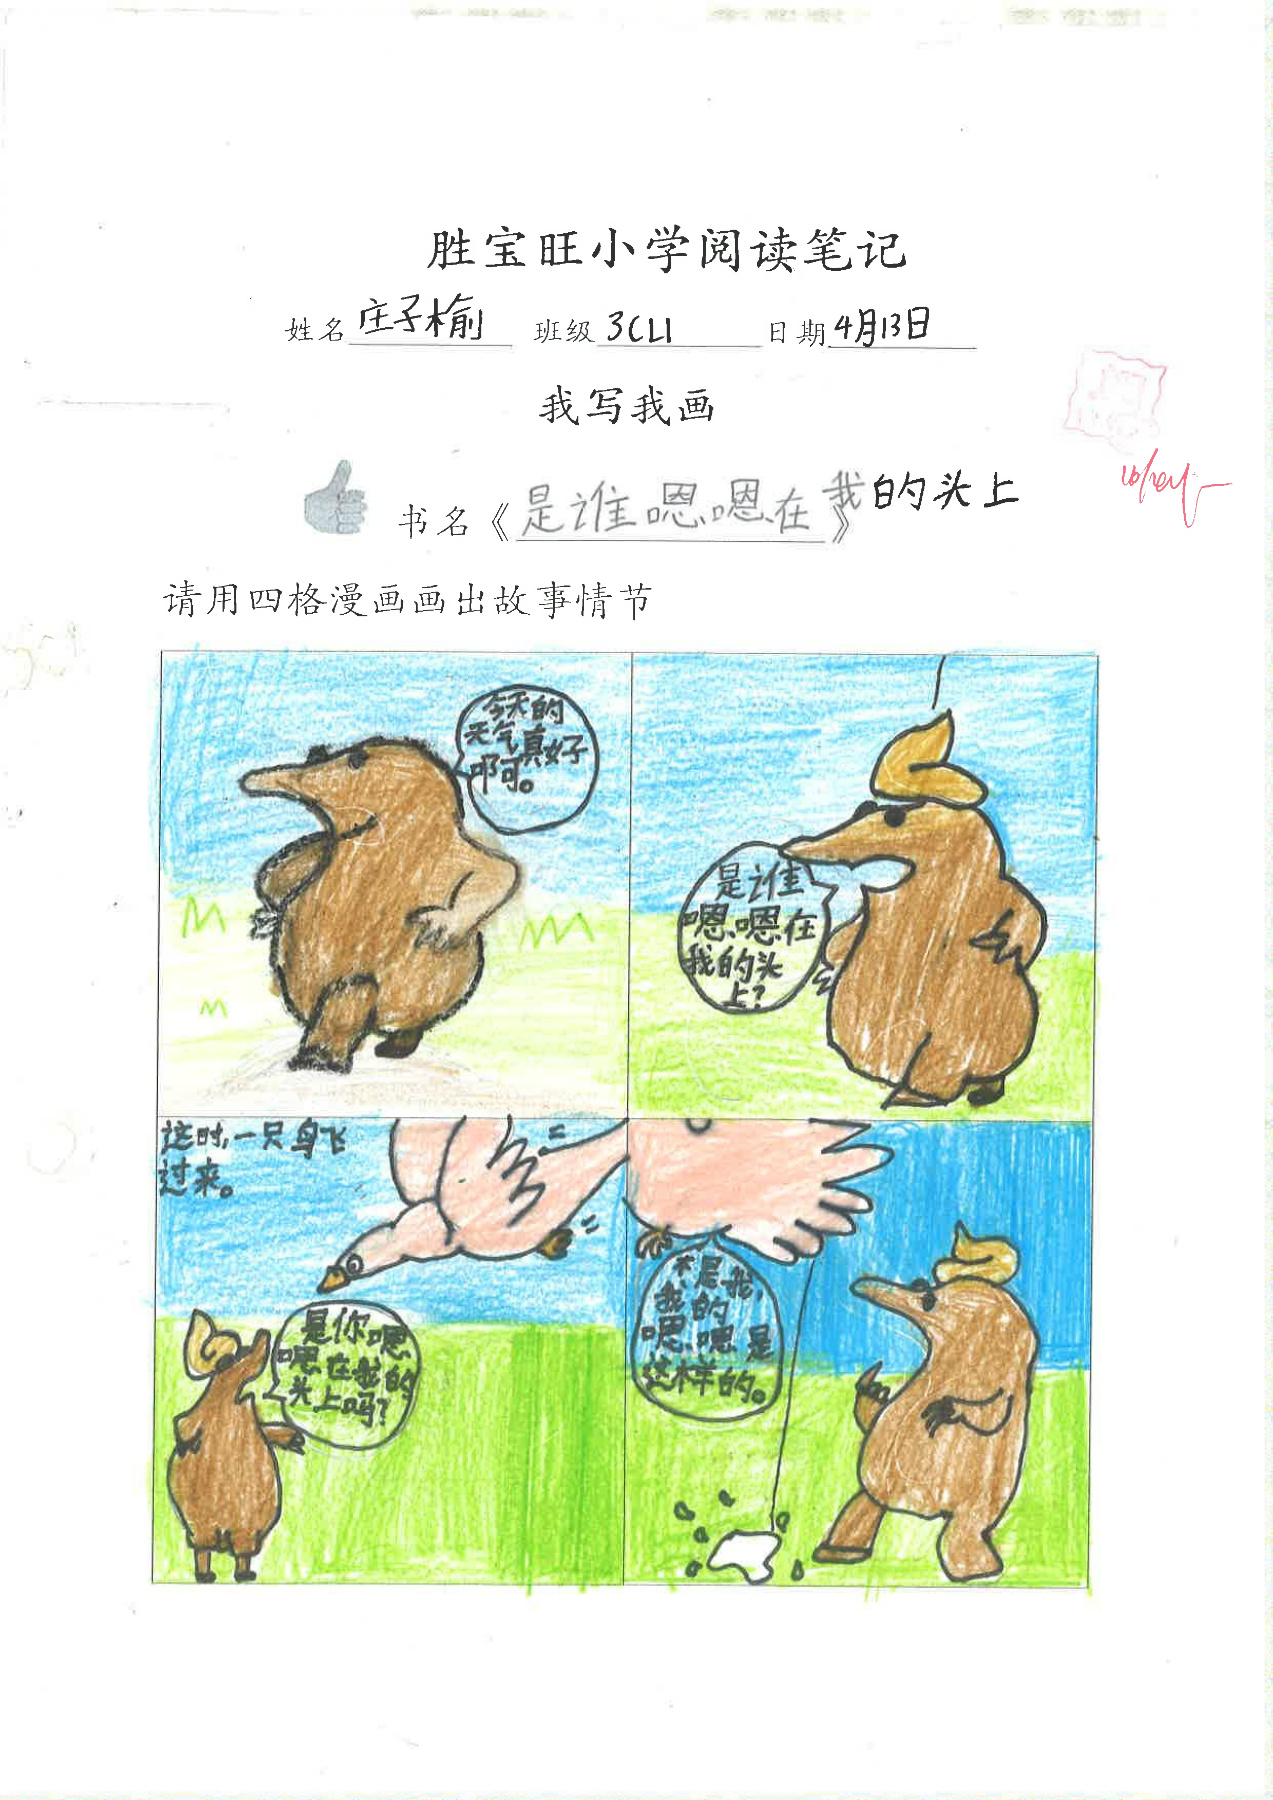 胜宝旺小学阅读笔记
姓名 庄子榆 班级 3CL1 日期 4月13日
我写我画
书名《是谁嗯嗯在我的头上》
请用四格漫画画出故事情节
今天的
天气真好
啊。
是谁
嗯嗯在
我的头
上?
这时,一只鸟飞
过来。
是你嗯
嗯在我的
头上吗?
不是我,
我的
嗯嗯是
这样的。